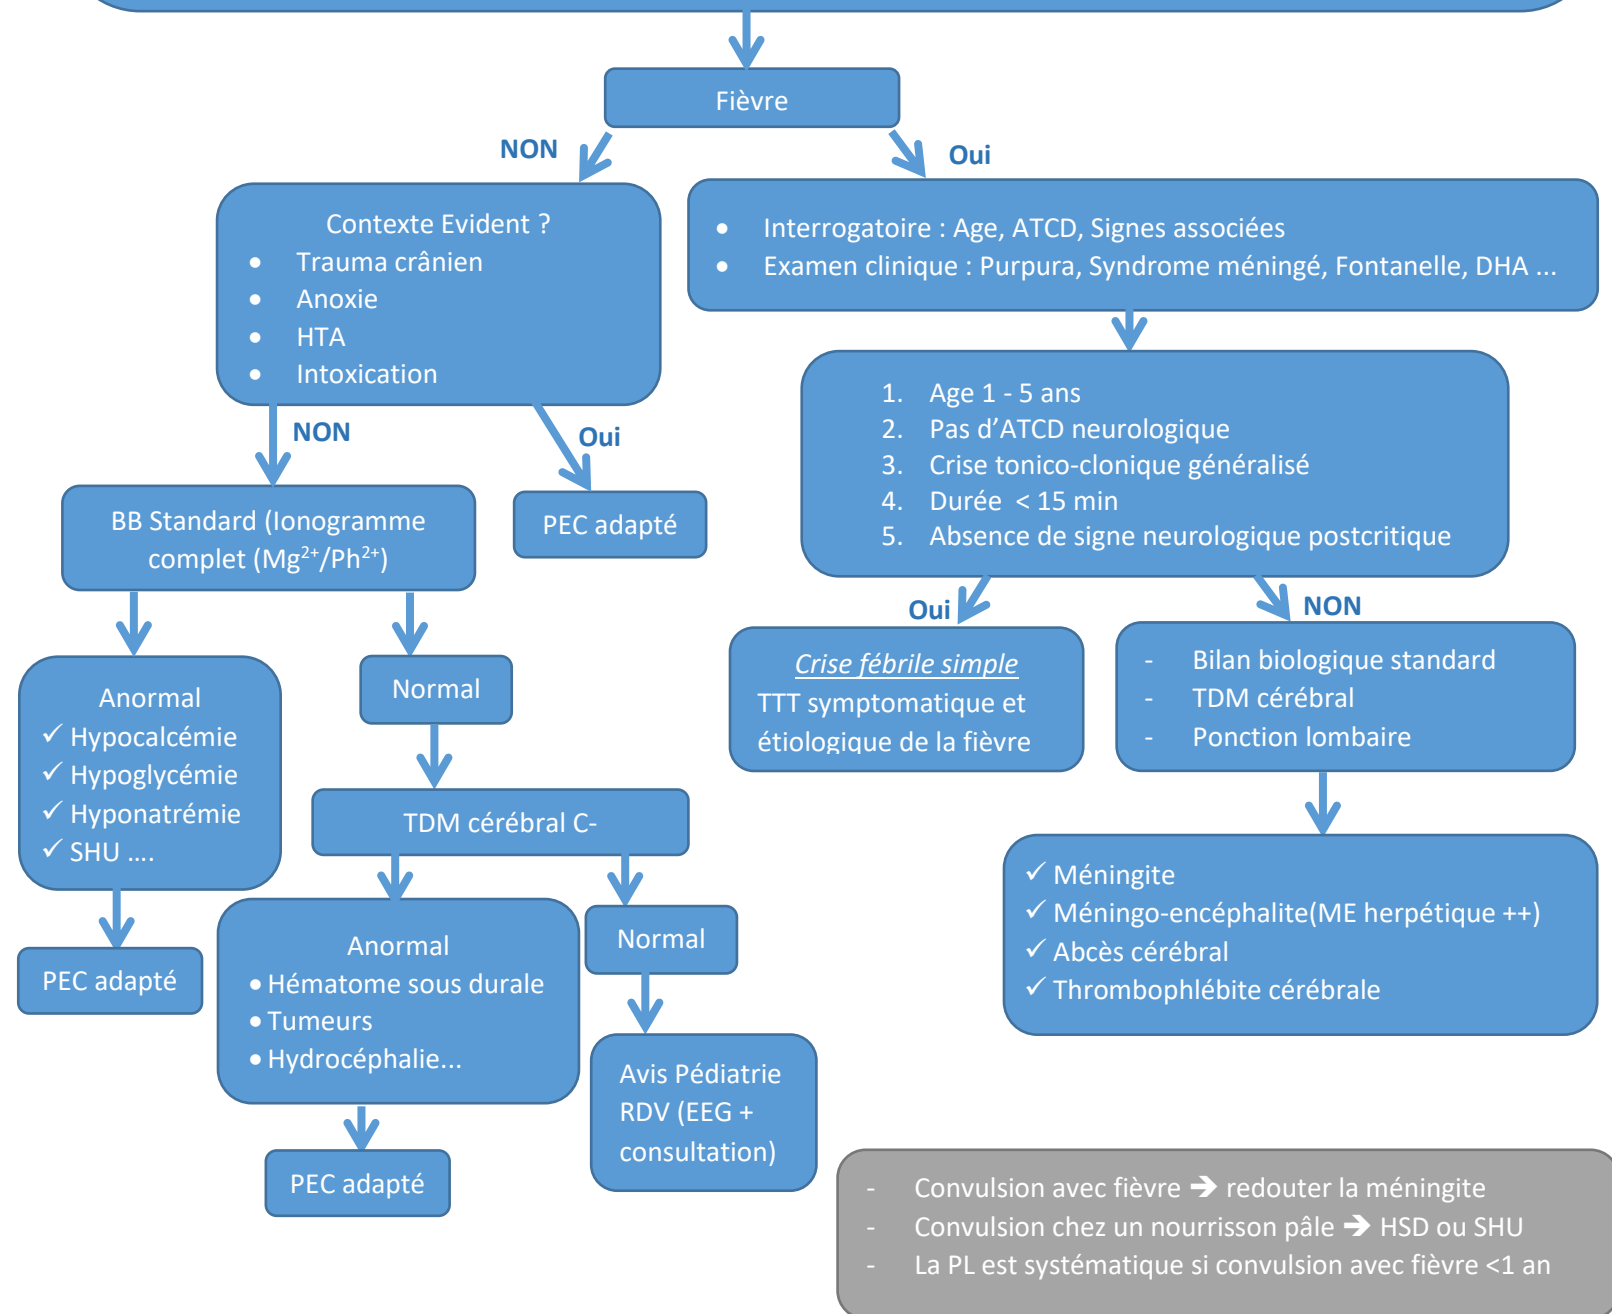 Fièvre
NON
Oui
Contexte Evident ?
• Trauma crânien
• Anoxie
• HTA
• Intoxication
• Interrogatoire : Age, ATCD, Signes associées
• Examen clinique : Purpura, Syndrome méningé, Fontanelle, DHA ...
1. Age 1 - 5 ans
2. Pas d’ATCD neurologique
3. Crise tonico-clonique généralisé
4. Durée < 15 min
5. Absence de signe neurologique postcritique
NON
Oui
BB Standard (Ionogramme
complet (Mg²⁺/Ph²⁺)
PEC adapté
Oui
NON
Crise fébrile simple
TTT symptomatique et
étiologique de la fièvre
- Bilan biologique standard
- TDM cérébral
- Ponction lombaire
Anormal
✓ Hypocalcémie
✓ Hypoglycémie
✓ Hyponatrémie
✓ SHU ....
Normal
TDM cérébral C-
PEC adapté
Anormal
• Hématome sous durale
• Tumeurs
• Hydrocéphalie...
Normal
✓ Méningite
✓ Méningo-encéphalite(ME herpétique ++)
✓ Abcès cérébral
✓ Thrombophlébite cérébrale
PEC adapté
Avis Pédiatrie
RDV (EEG +
consultation)
- Convulsion avec fièvre ➔ redouter la méningite
- Convulsion chez un nourrisson pâle ➔ HSD ou SHU
- La PL est systématique si convulsion avec fièvre <1 an